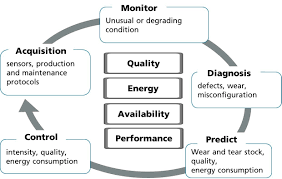 Monitor
Unusual or degrading
condition
Acquisition
sensors, production
and maintenance
protocols
Quality
Energy
Availability
Performance
Diagnosis
defects, wear,
misconfiguration
Control
intensity, quality,
energy consumption
Predict
Wear and tear stock,
quality,
energy consumption